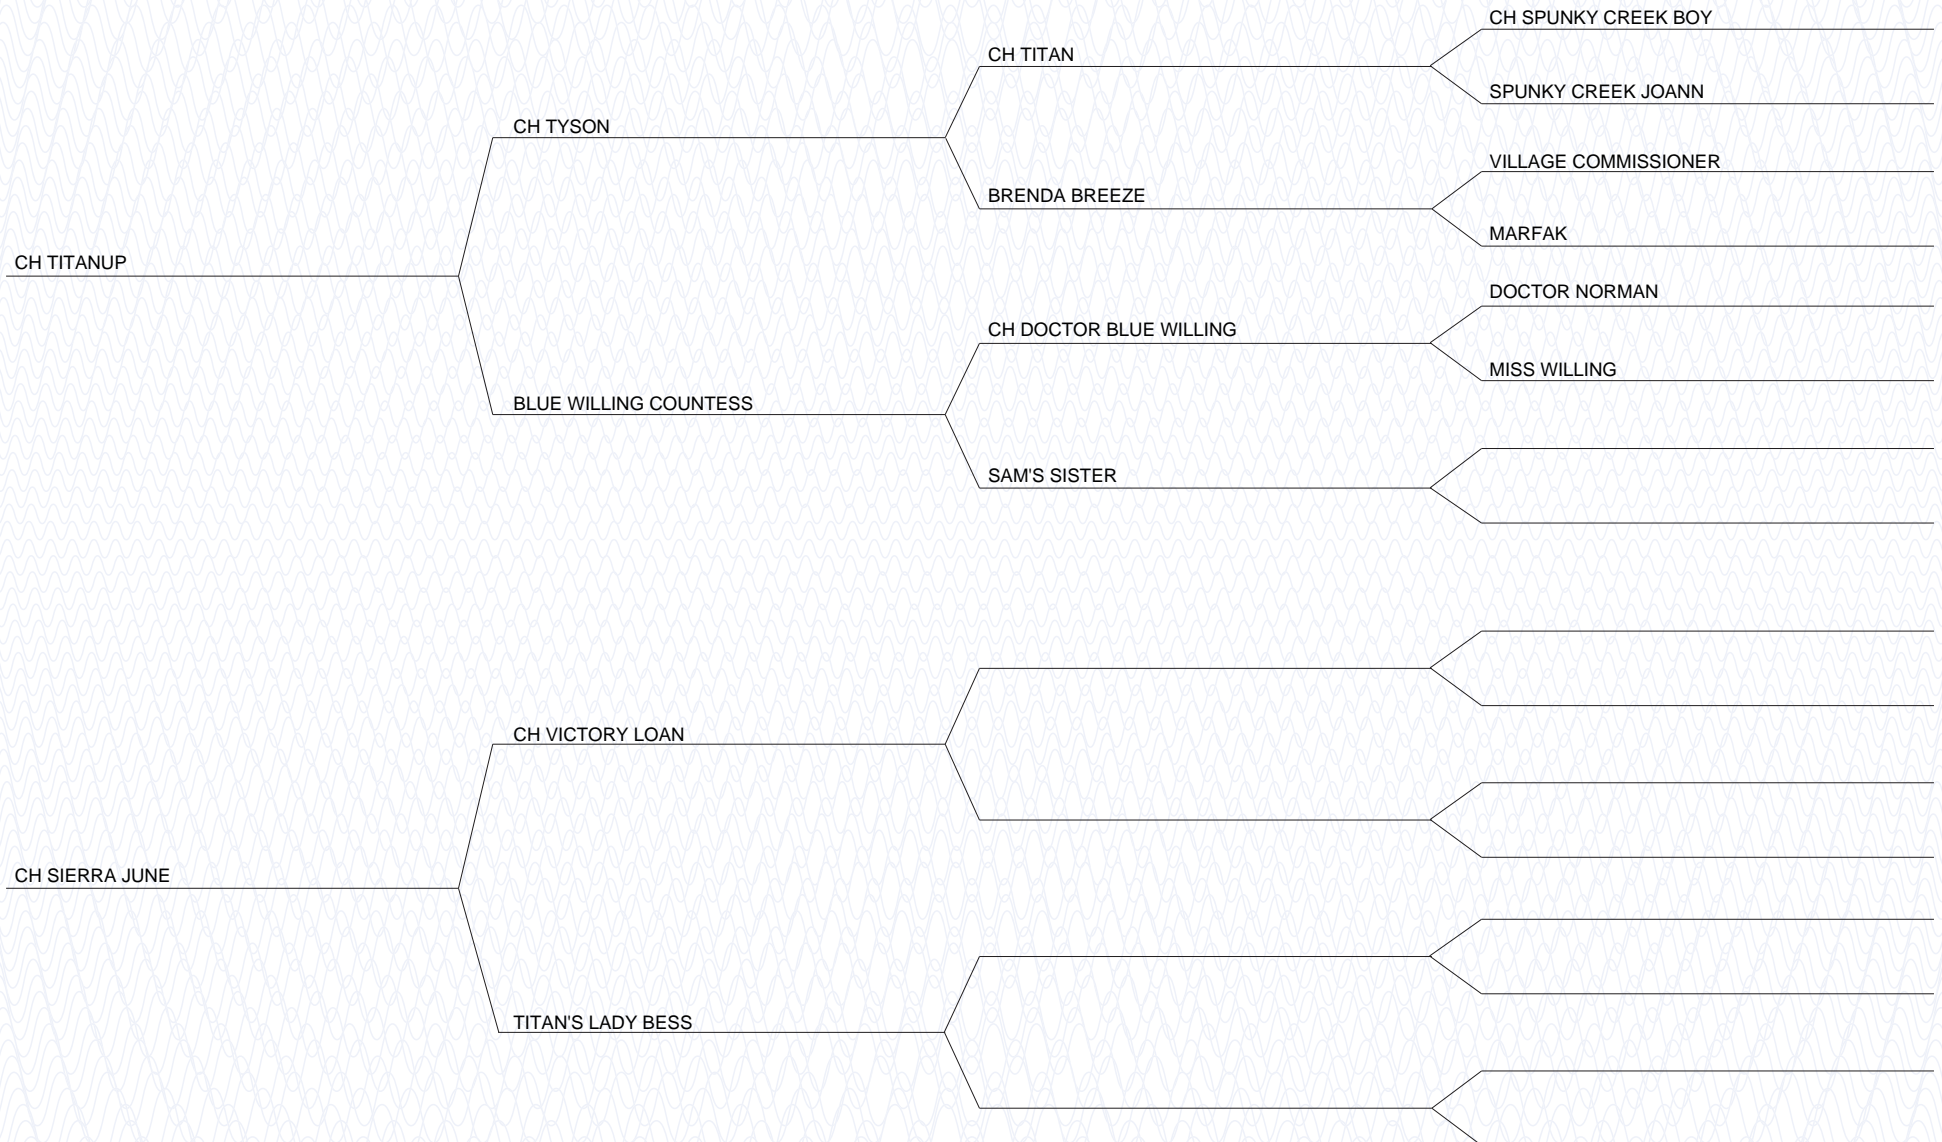 CH SPUNKY CREEK BOY
CH TITAN
SPUNKY CREEK JOANN
CH TYSON
VILLAGE COMMISSIONER
BRENDA BREEZE
MARFAK
CH TITANUP
DOCTOR NORMAN
CH DOCTOR BLUE WILLING
MISS WILLING
BLUE WILLING COUNTESS
SAM'S SISTER
CH VICTORY LOAN
CH SIERRA JUNE
TITAN'S LADY BESS